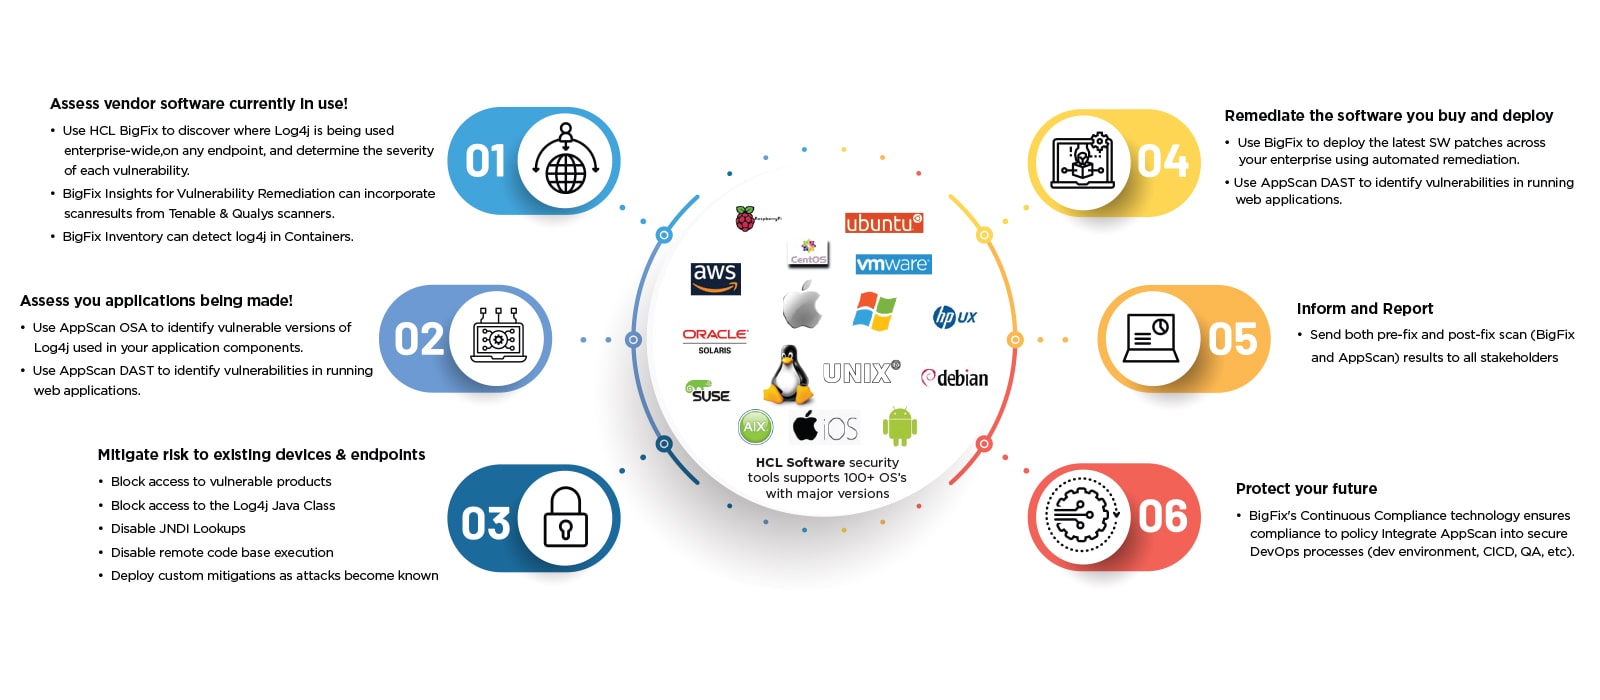 Assess vendor software currently in use!
• Use HCL BigFix to discover where Log4j is being used
enterprise-wide,on any endpoint, and determine the severity
of each vulnerability.
• BigFix Insights for Vulnerability Remediation can incorporate
scanresults from Tenable & Qualys scanners.
• BigFix Inventory can detect log4j in Containers.
01
Assess you applications being made!
• Use AppScan OSA to identify vulnerable versions of
Log4j used in your application components.
• Use AppScan DAST to identify vulnerabilities in running
web applications.
02
Mitigate risk to existing devices & endpoints
• Block access to vulnerable products
• Block access to the Log4j Java Class
• Disable JNDI Lookups
• Disable remote code base execution
• Deploy custom mitigations as attacks become known
03
RaspberryPi
ubuntu
CentOS
vmware
aws
hp UX
ORACLE
SOLARIS
UNIX
debian
SUSE
AIX
iOS
HCL Software security
tools supports 100+ OS's
with major versions
04
Remediate the software you buy and deploy
• Use BigFix to deploy the latest SW patches across
your enterprise using automated remediation.
• Use AppScan DAST to identify vulnerabilities in running
web applications.
05
Inform and Report
• Send both pre-fix and post-fix scan (BigFix
and AppScan) results to all stakeholders
06
Protect your future
• BigFix's Continuous Compliance technology ensures
compliance to policy Integrate AppScan into secure
DevOps processes (dev environment, CICD, QA, etc).